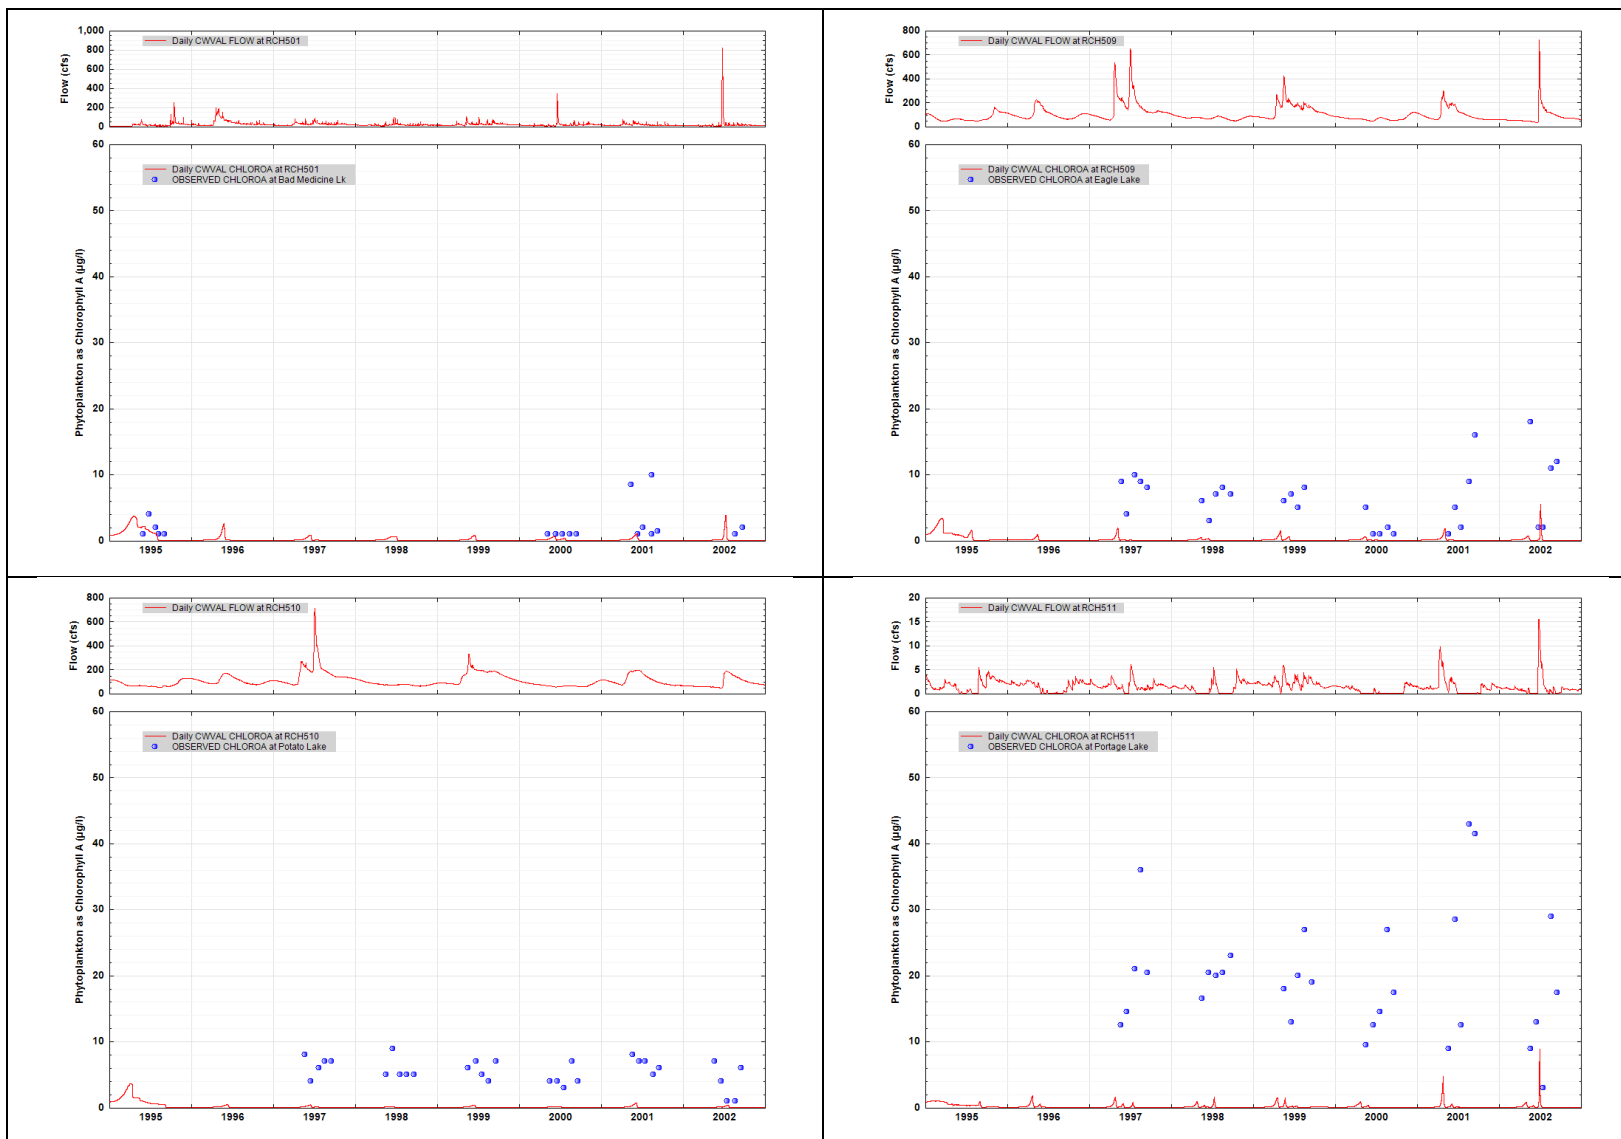 Flow (cfs)
1,000
800
600
400
200
0
Daily CWVAL FLOW at RCH501
Phytoplankton as Chlorophyll A (µg/l)
60
50
40
30
20
10
0
Daily CWVAL CHLOROA at RCH501
OBSERVED CHLOROA at Bad Medicine Lk
1995 1996 1997 1998 1999 2000 2001 2002
Flow (cfs)
800
600
400
200
0
Daily CWVAL FLOW at RCH509
Phytoplankton as Chlorophyll A (µg/l)
60
50
40
30
20
10
0
Daily CWVAL CHLOROA at RCH509
OBSERVED CHLOROA at Eagle Lake
1995 1996 1997 1998 1999 2000 2001 2002
Flow (cfs)
800
600
400
200
0
Daily CWVAL FLOW at RCH510
Phytoplankton as Chlorophyll A (µg/l)
60
50
40
30
20
10
0
Daily CWVAL CHLOROA at RCH510
OBSERVED CHLOROA at Potato Lake
1995 1996 1997 1998 1999 2000 2001 2002
Flow (cfs)
20
15
10
5
0
Daily CWVAL FLOW at RCH511
Phytoplankton as Chlorophyll A (µg/l)
60
50
40
30
20
10
0
Daily CWVAL CHLOROA at RCH511
OBSERVED CHLOROA at Portage Lake
1995 1996 1997 1998 1999 2000 2001 2002